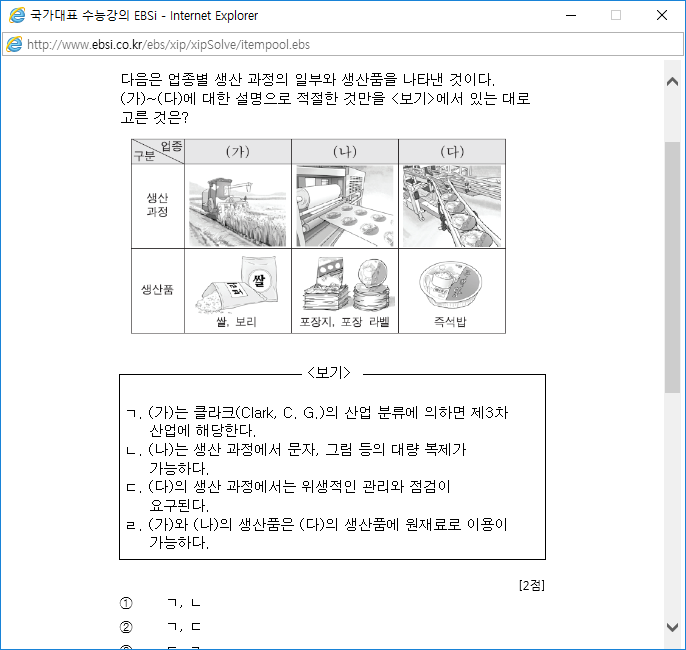 국가대표 수능강의 EBSi - Internet Explorer
http://www.ebsi.co.kr/ebs/xip/xipSolve/itempool.ebs
다음은 업종별 생산 과정의 일부와 생산품을 나타낸 것이다.
(가)~(다)에 대한 설명으로 적절한 것만을 <보기>에서 있는 대로
고른 것은?
업종
구분
(가) (나) (다)
생산
과정
생산품
쌀
쌀, 보리 포장지, 포장 라벨 즉석밥
<보기>
ㄱ. (가)는 클라크(Clark, C. G.)의 산업 분류에 의하면 제3차
산업에 해당한다.
ㄴ. (나)는 생산 과정에서 문자, 그림 등의 대량 복제가
가능하다.
ㄷ. (다)의 생산 과정에서는 위생적인 관리와 점검이
요구된다.
ㄹ. (가)와 (나)의 생산품은 (다)의 생산품에 원재료로 이용이
가능하다.
[2점]
① ㄱ, ㄴ
② ㄱ, ㄷ